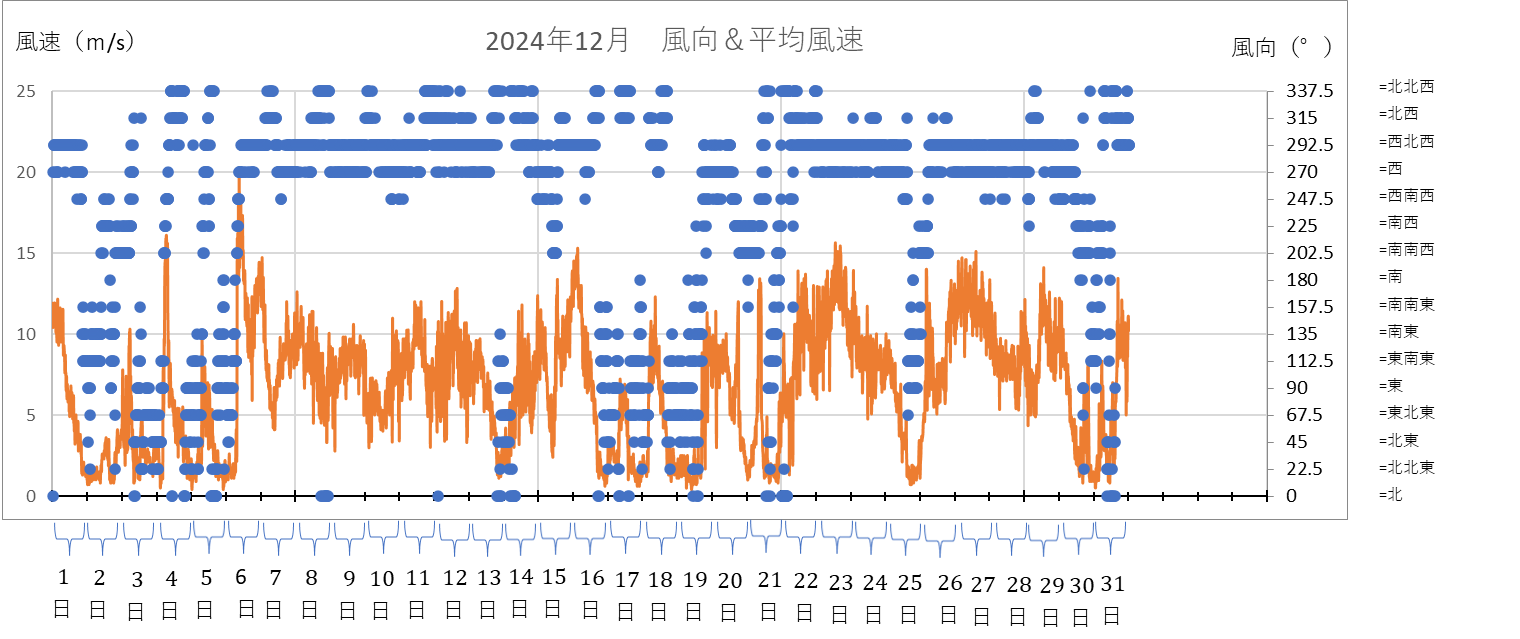 2024年12月　風向＆平均風速
風速（m/s）
風向（°）
25 337.5 =北北西
315 =北西
292.5 =西北西
20 270 =西
247.5 =西南西
225 =南西
15 202.5 =南南西
180 =南
157.5 =南南東
10 135 =南東
112.5 =東南東
90 =東
5 67.5 =東北東
45 =北東
22.5 =北北東
0 0 =北
1 2 3 4 5 6 7 8 9 10 11 12 13 14 15 16 17 18 19 20 21 22 23 24 25 26 27 28 29 30 31
日 日 日 日 日 日 日 日 日 日 日 日 日 日 日 日 日 日 日 日 日 日 日 日 日 日 日 日 日 日 日